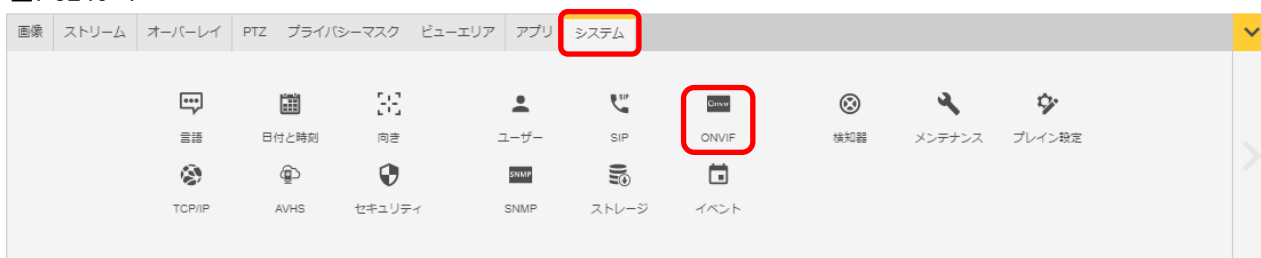 画像 ストリーム オーバーレイ PTZ プライバシーマスク ビューエリア アプリ システム
SIP Onvif
言語 日付と時刻 向き ユーザー SIP ONVIF 検知器 メンテナンス プレイン設定
SNMP
TCP/IP AVHS セキュリティ SNMP ストレージ イベント